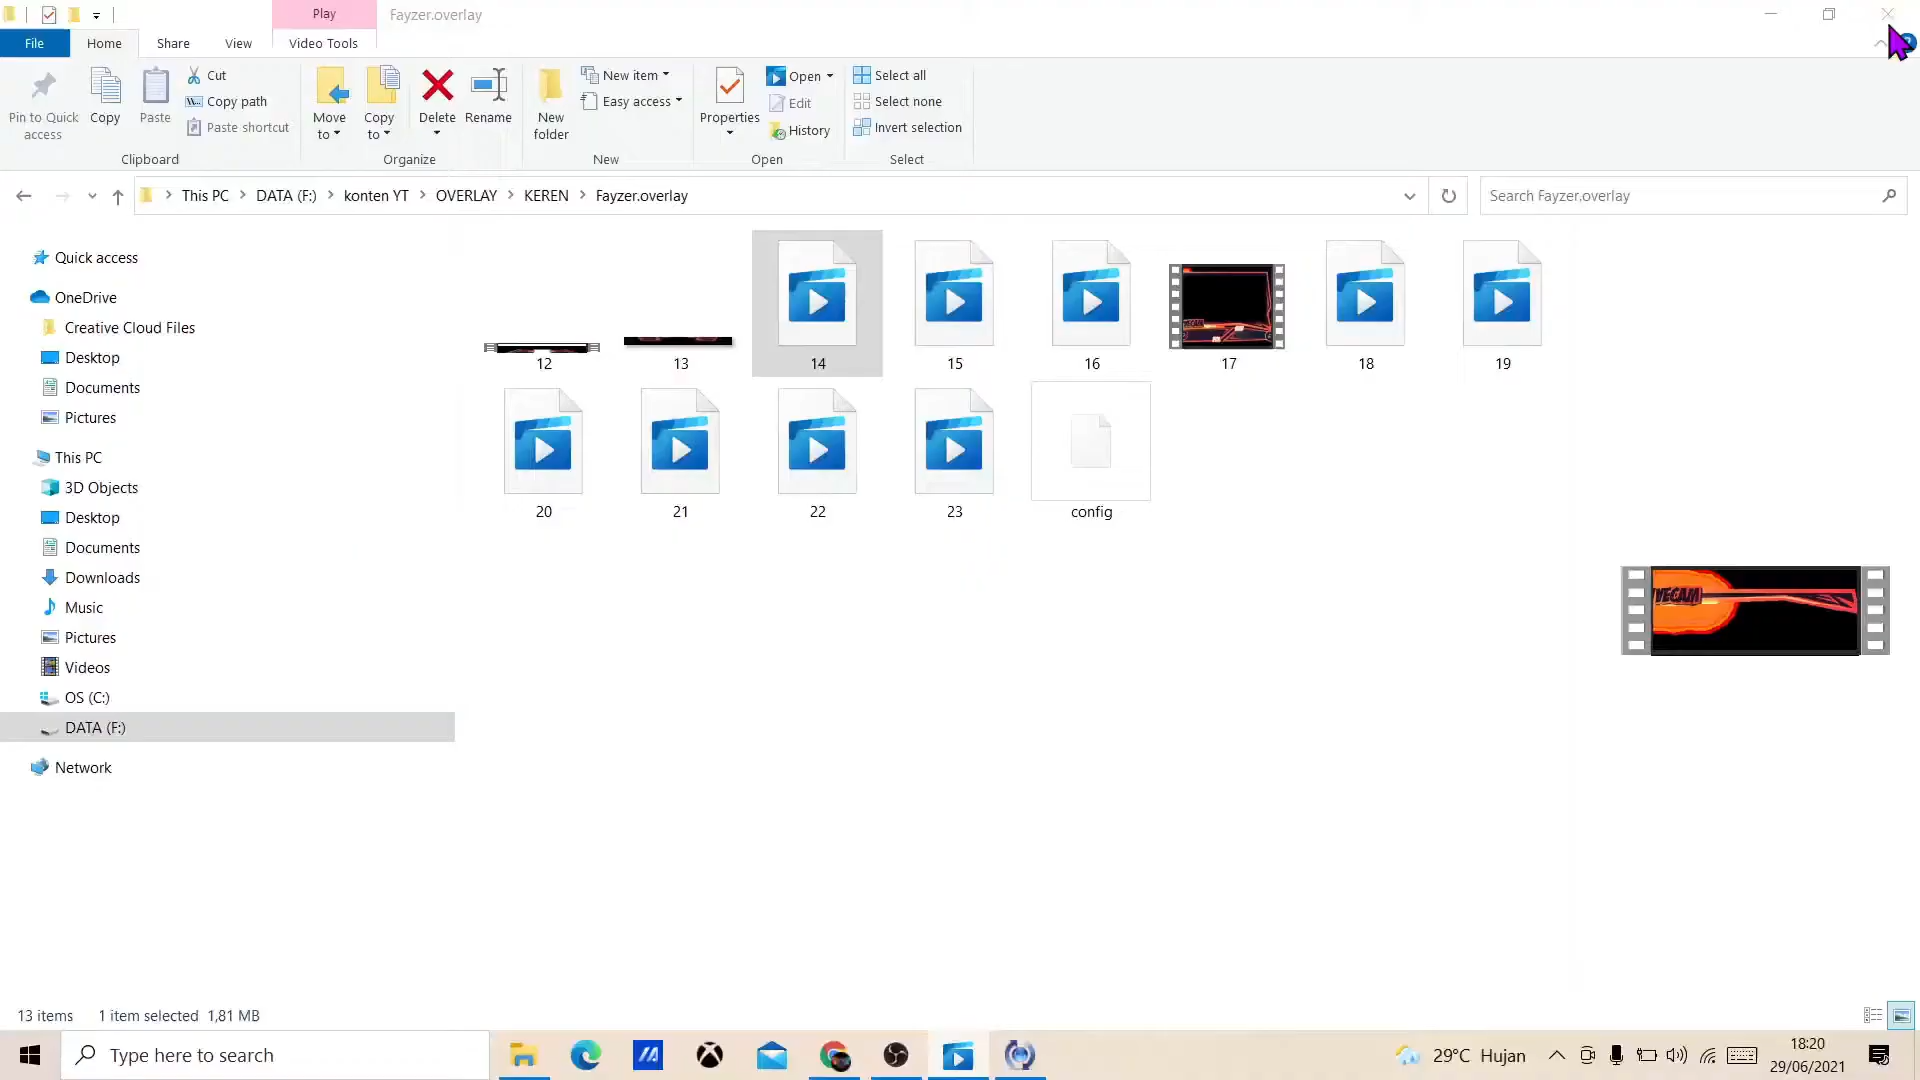 Play
Fayzer.overlay
File
Home
Share
View
Video Tools
Pin to Quick access
Copy
Paste
Cut
Copy path
Paste shortcut
Clipboard
Move to
Copy to
Delete
Rename
Organize
New folder
New item
Easy access
New
Properties
Open
Edit
History
Open
Select all
Select none
Invert selection
Select
This PC
DATA (F:)
konten YT
OVERLAY
KEREN
Fayzer.overlay
Search Fayzer.overlay
Quick access
OneDrive
Creative Cloud Files
Desktop
Documents
Pictures
This PC
3D Objects
Desktop
Documents
Downloads
Music
Pictures
Videos
OS (C:)
DATA (F:)
Network
12
13
14
15
16
17
18
19
20
21
22
23
config
VECAM
13 items
1 item selected 1,81 MB
Type here to search
29°C Hujan
18:20
29/06/2021